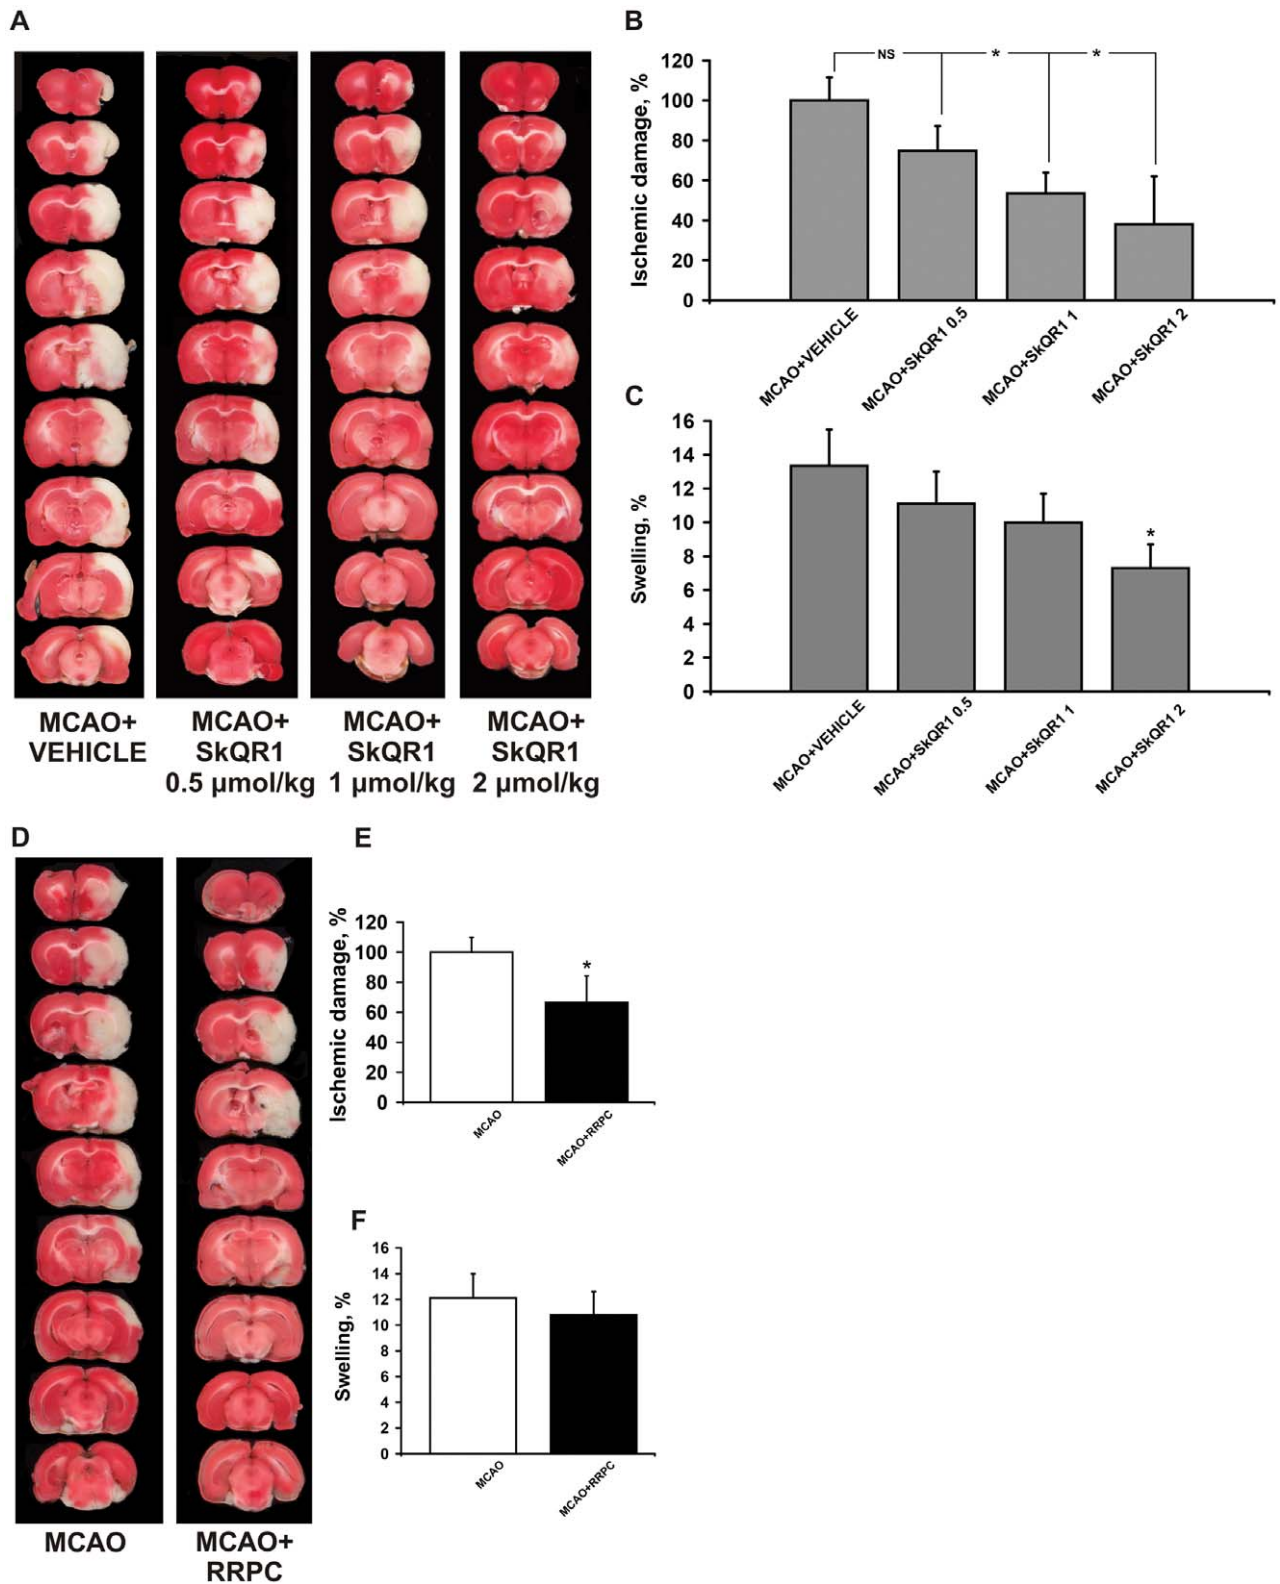 A
MCAO+
VEHICLE
MCAO+
SkQR1
0.5 µmol/kg
MCAO+
SkQR1
1 µmol/kg
MCAO+
SkQR1
2 µmol/kg
B
Ischemic damage, %
120
100
80
60
40
20
0
NS
*
*
MCAO+VEHICLE
MCAO+SkQR1 0.5
MCAO+SkQR1 1
MCAO+SkQR1 2
C
Swelling, %
16
14
12
10
8
6
4
2
0
*
MCAO+VEHICLE
MCAO+SkQR1 0.5
MCAO+SkQR1 1
MCAO+SkQR1 2
D
MCAO
MCAO+
RRPC
E
Ischemic damage, %
120
100
80
60
40
20
0
*
MCAO
MCAO+RRPC
F
Swelling, %
16
14
12
10
8
6
4
2
0
MCAO
MCAO+RRPC